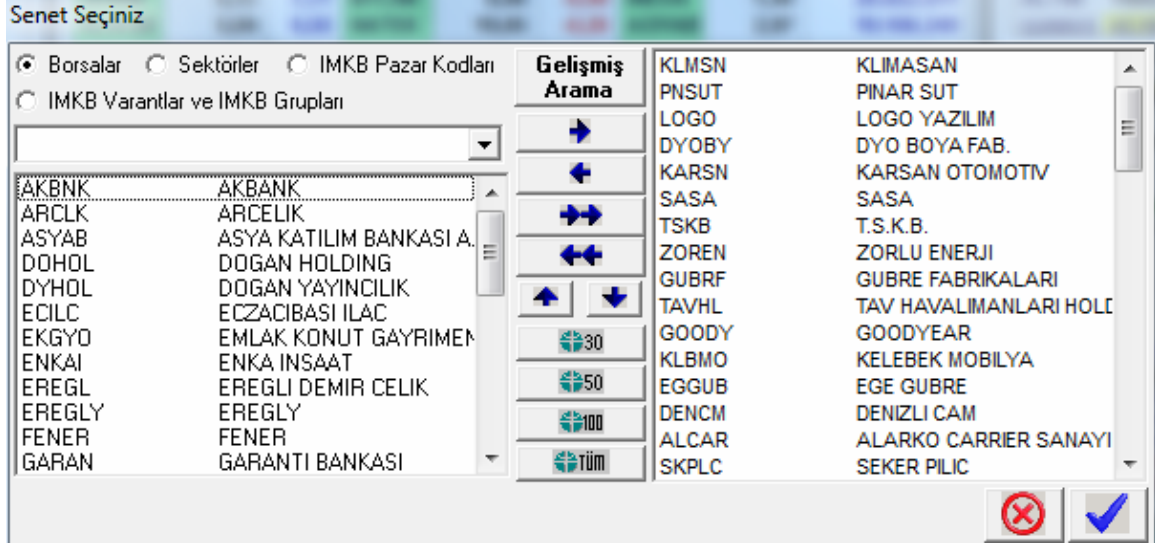 Senet Seçiniz
Borsalar Sektörler IMKB Pazar Kodları
IMKB Varantlar ve IMKB Grupları
AKBNK AKBANK
ARCLK ARCELIK
ASYAB ASYA KATILIM BANKASI A.
DOHOL DOGAN HOLDING
DYHOL DOGAN YAYINCILIK
ECILC ECZACIBASI ILAC
EKGYO EMLAK KONUT GAYRIMEN
ENKAI ENKA INSAAT
EREGL EREGLI DEMIR CELIK
EREGLY EREGLY
FENER FENER
GARAN GARANTI BANKASI
Gelişmiş
Arama
30
50
100
TÜM
KLMSN KLIMASAN
PNSUT PINAR SUT
LOGO LOGO YAZILIM
DYOBY DYO BOYA FAB.
KARSN KARSAN OTOMOTIV
SASA SASA
TSKB T.S.K.B.
ZOREN ZORLU ENERJI
GUBRF GUBRE FABRIKALARI
TAVHL TAV HAVALIMANLARI HOLD
GOODY GOODYEAR
KLBMO KELEBEK MOBILYA
EGGUB EGE GUBRE
DENCM DENIZLI CAM
ALCAR ALARKO CARRIER SANAYI
SKPLC SEKER PILIC